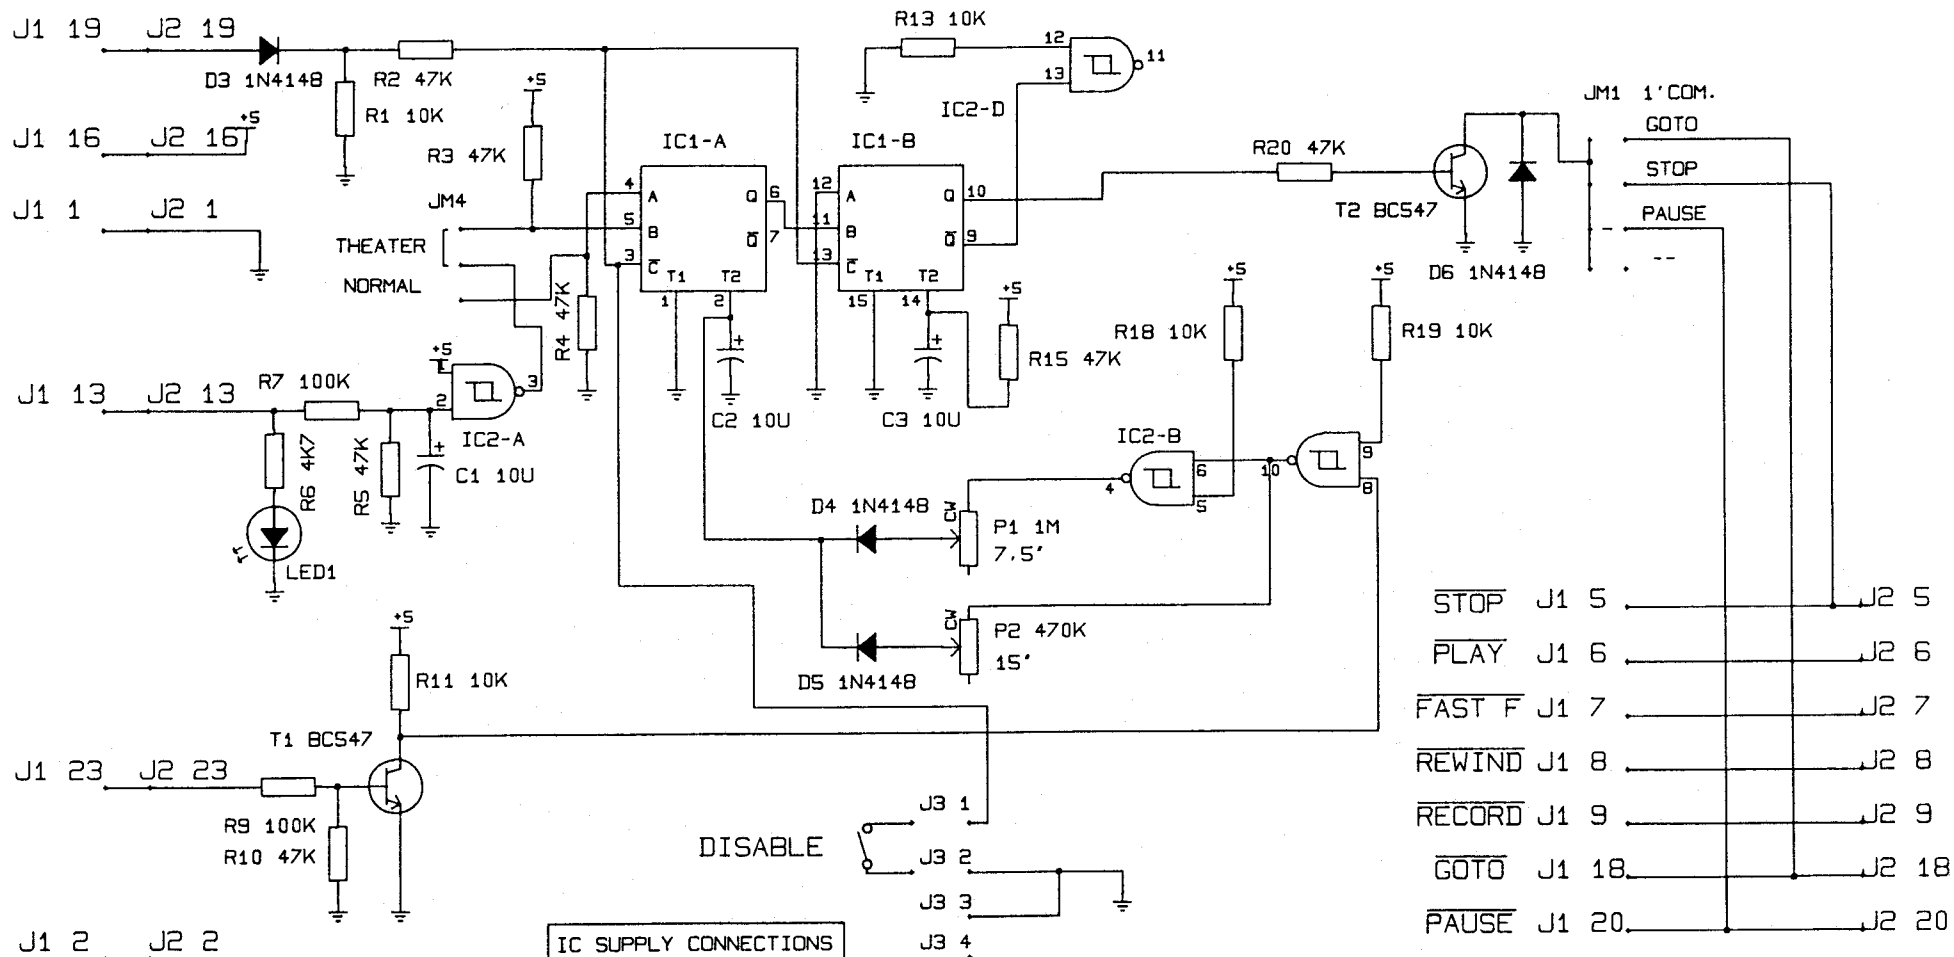 J1 19 J2 19
D3 1N4148
R2 47K
R1 10K
+5
J1 16 J2 16
+5
R3 47K
J1 1 J2 1
JM4
THEATER
NORMAL
R4 47K
IC1-A
4 A Q 6
5 B Q 7
3 C
T1 T2
1 2
C2 10U
+
IC1-B
12 A Q 10
11 B Q 9
13 C
T1 T2
15 14
C3 10U
+
+5
R15 47K
R13 10K
12
13
11
IC2-D
R20 47K
T2 BC547
D6 1N4148
JM1 1'COM.
GOTO
STOP
PAUSE
-
--
J1 13 J2 13
R7 100K
+5
1
2
3
IC2-A
R6 4K7
R5 47K
+
C1 10U
LED1
+5
R18 10K
+5
R19 10K
IC2-B
4
6
5
10
9
8
D4 1N4148
CW
P1 1M
7,5'
CW
P2 470K
15'
D5 1N4148
+5
R11 10K
T1 BC547
J1 23 J2 23
R9 100K
R10 47K
DISABLE
J3 1
J3 2
J3 3
J3 4
J1 2 J2 2
IC SUPPLY CONNECTIONS
STOP J1 5 J2 5
PLAY J1 6 J2 6
FAST F J1 7 J2 7
REWIND J1 8 J2 8
RECORD J1 9 J2 9
GOTO J1 18 J2 18
PAUSE J1 20 J2 20